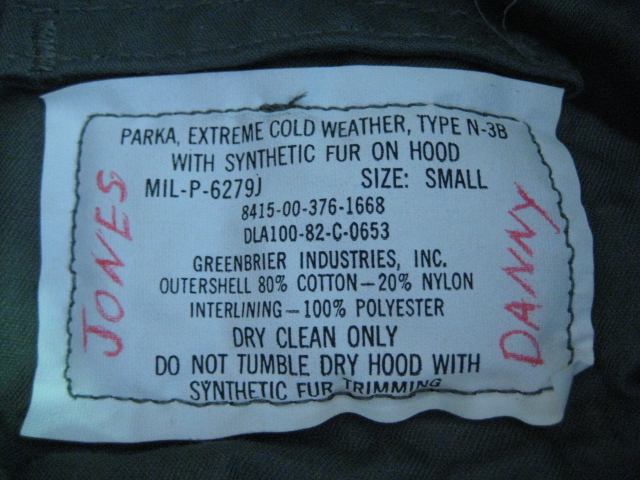 PARKA, EXTREME COLD WEATHER, TYPE N-3B
WITH SYNTHETIC FUR ON HOOD
MIL-P-6279J SIZE: SMALL
8415-00-376-1668
DLA100-82-C-0653
GREENBRIER INDUSTRIES, INC.
OUTERSHELL 80% COTTON-20% NYLON
INTERLINING-100% POLYESTER
DRY CLEAN ONLY
DO NOT TUMBLE DRY HOOD WITH
SYNTHETIC FUR TRIMMING
JONES
DANNY